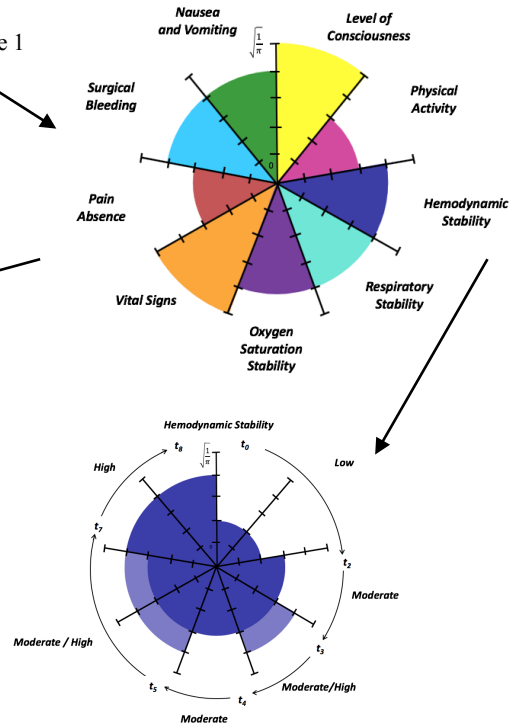 e 1
Nausea
and Vomiting
√1/π
Level of
Consciousness
Surgical
Bleeding
Physical
Activity
0
Pain
Absence
Hemodynamic
Stability
Vital Signs
Respiratory
Stability
Oxygen
Saturation
Stability
Hemodynamic Stability
t8
√1/π
t0
High
Low
t7
t2
Moderate
Moderate / High
t3
t5
t4
Moderate/High
Moderate